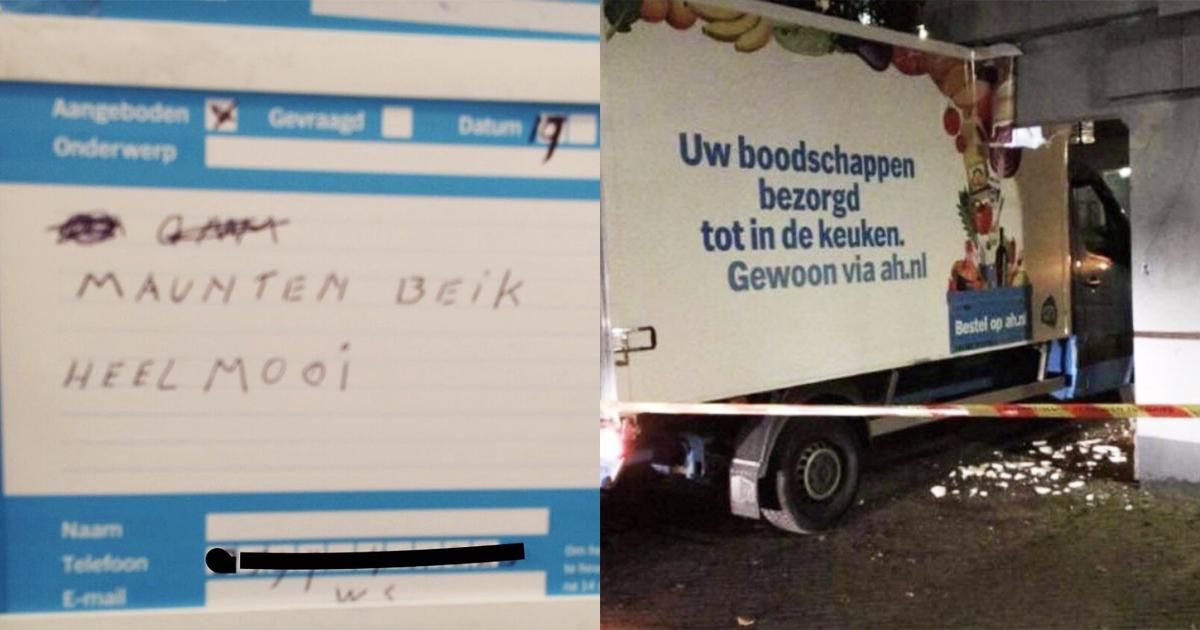 Aangeboden Gevraagd Datum 19
Onderwerp
MAUNTEN BEIK
HEEL MOOI
Naam
Telefoon
E-mail
Uw boodschappen
bezorgd
tot in de keuken.
Gewoon via ah.nl
Bestel op ah.nl